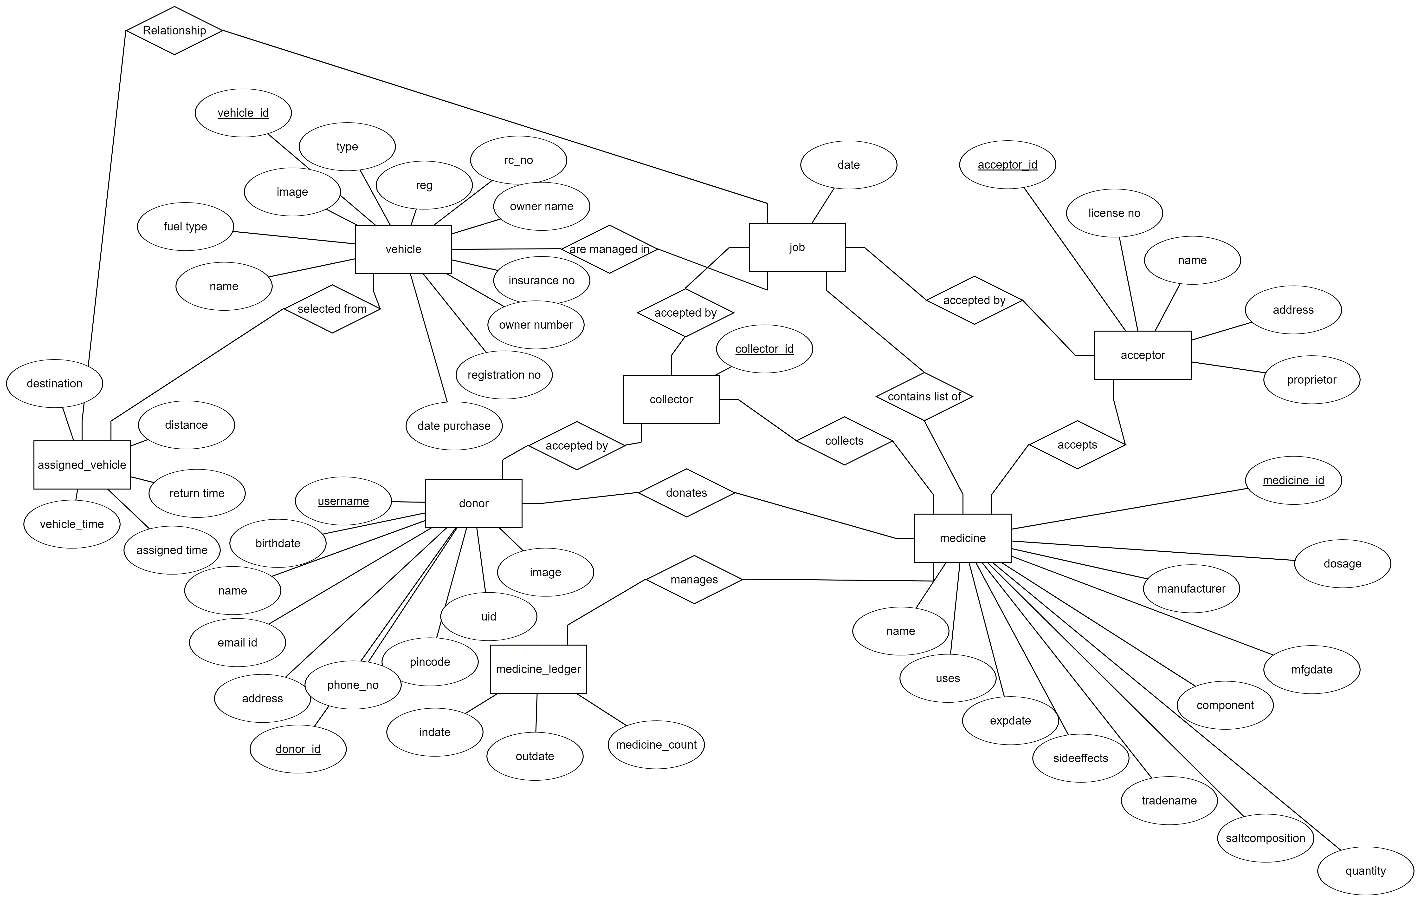 Relationship
vehicle_id
type
rc_no
date
acceptor_id
image
reg
owner name
license no
fuel type
vehicle
are managed in
job
name
name
insurance no
accepted by
address
selected from
owner number
accepted by
acceptor
collector_id
destination
registration no
proprietor
collector
contains list of
distance
date purchase
collects
accepts
accepted by
assigned_vehicle
medicine_id
return time
username
donor
donates
vehicle_time
birthdate
medicine
assigned time
image
dosage
name
manages
manufacturer
uid
name
email id
pincode
medicine_ledger
uses
mfgdate
address
phone_no
component
indate
expdate
donor_id
outdate
medicine_count
sideeffects
tradename
saltcomposition
quantity